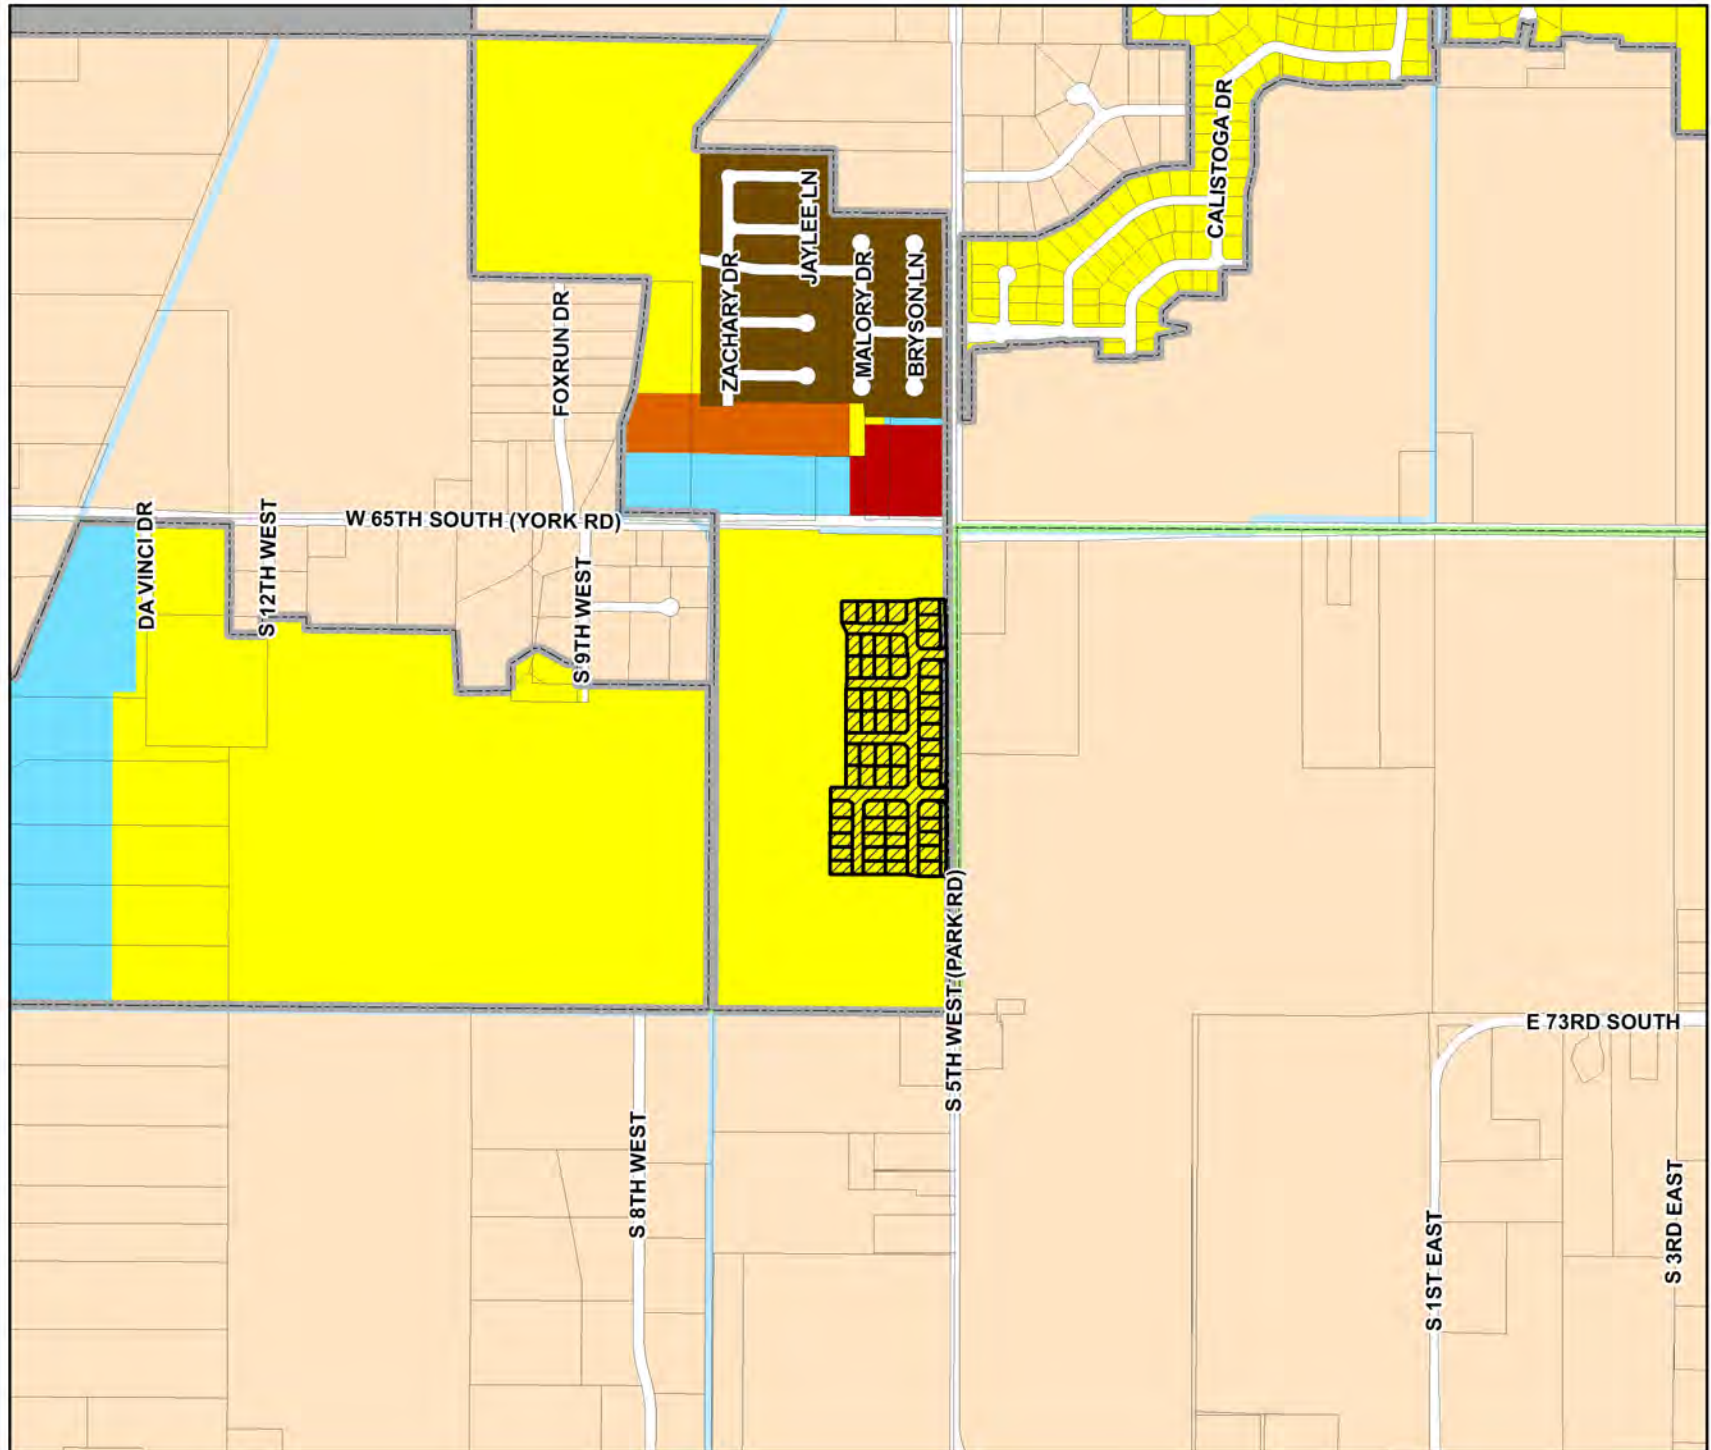 CALISTOGA DR
JAYLEE LN
ZACHARY DR
MALORY DR
BRYSON LN
FOXRUN DR
W 65TH SOUTH (YORK RD)
DA VINCI DR
S 12TH WEST
S 9TH WEST
S 5TH WEST (PARK RD)
E 73RD SOUTH
S 8TH WEST
S 1ST EAST
S 3RD EAST